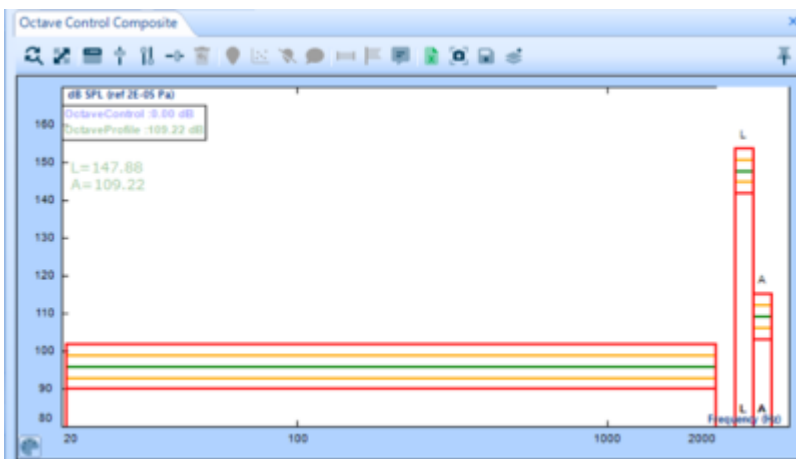 Octave Control Composite
dB SPL (ref 2E-05 Pa)
OctaveControl :0.00 dB
OctaveProfile :109.22 dB
L=147.88
A=109.22
160
150
140
130
120
110
100
90
80
L
A
L A
Frequency (Hz)
20 100 1000 2000